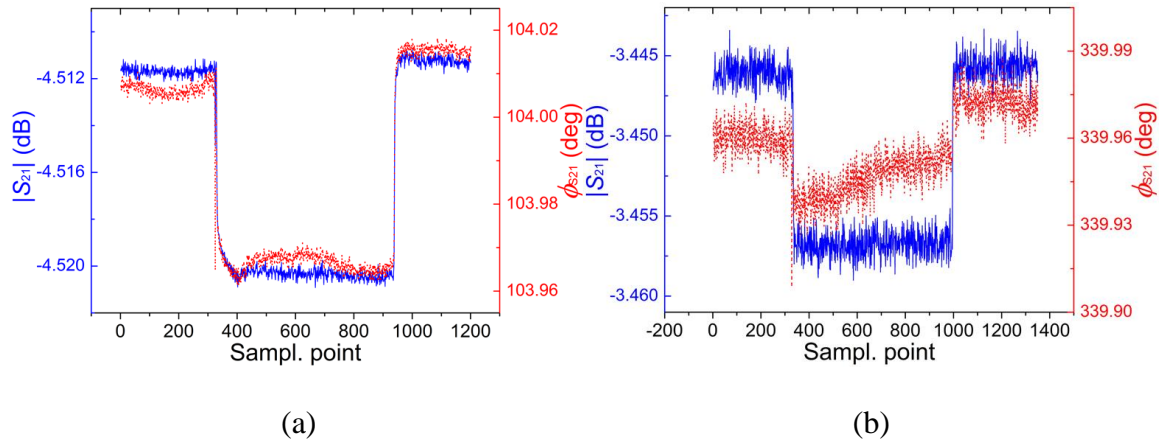 |S21| (dB)
-4.512
-4.516
-4.520
0 200 400 600 800 1000 1200
Sampl. point
104.02
104.00
103.98
103.96
ϕS21 (deg)
(a)
|S21| (dB)
-3.445
-3.450
-3.455
-3.460
-200 0 200 400 600 800 1000 1200 1400
Sampl. point
339.99
339.96
339.93
339.90
ϕS21 (deg)
(b)